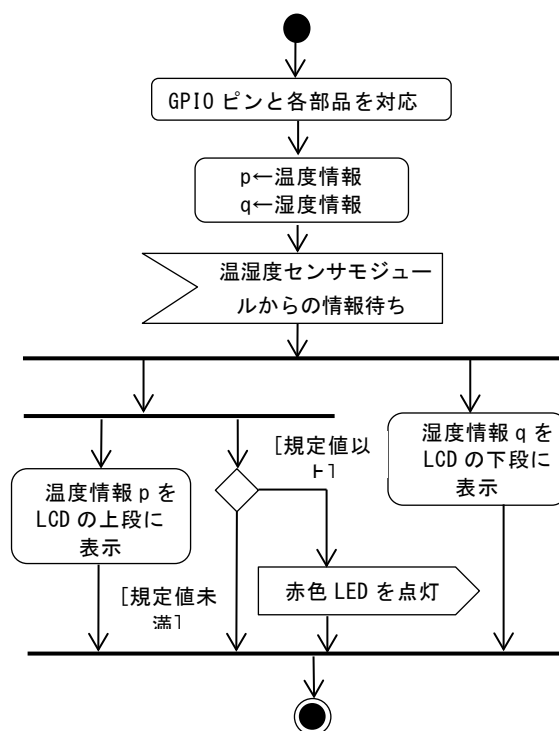 GPIO ピンと各部品を対応
p←温度情報
q←湿度情報
温湿度センサモジュー
ルからの情報待ち
[規定値以
上]
湿度情報 q を
LCD の下段に
表示
温度情報 p を
LCD の上段に
表示
[規定値未
満]
赤色 LED を点灯